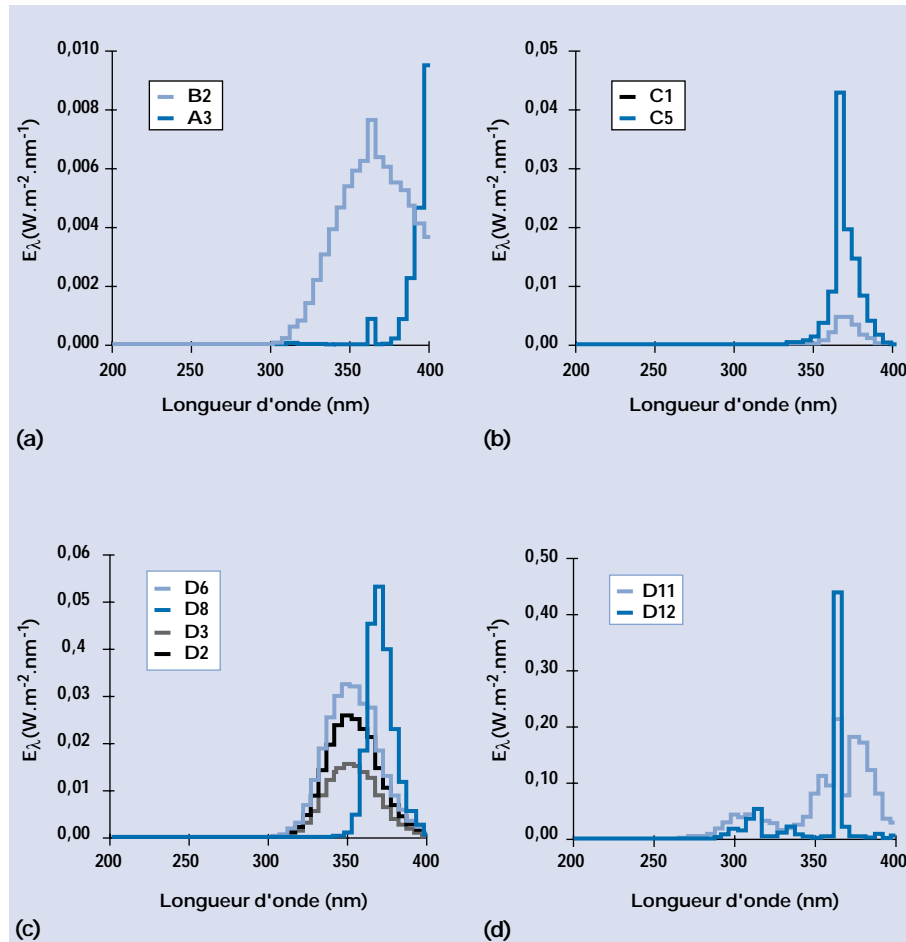 0,010
0,008
0,006
0,004
0,002
0,000
200
250
300
350
400
B2
A3
Eλ(W.m-2.nm-1)
Longueur d'onde (nm)
(a)
0,05
0,04
0,03
0,02
0,01
0,00
200
250
300
350
400
C1
C5
Eλ(W.m-2.nm-1)
Longueur d'onde (nm)
(b)
0,06
0,05
0,4
0,03
0,02
0,01
0,00
200
250
300
350
400
D6
D8
D3
D2
Eλ(W.m-2.nm-1)
Longueur d'onde (nm)
(c)
0,50
0,40
0,30
0,20
0,10
0,00
200
250
300
350
400
D11
D12
Eλ(W.m-2.nm-1)
Longueur d'onde (nm)
(d)